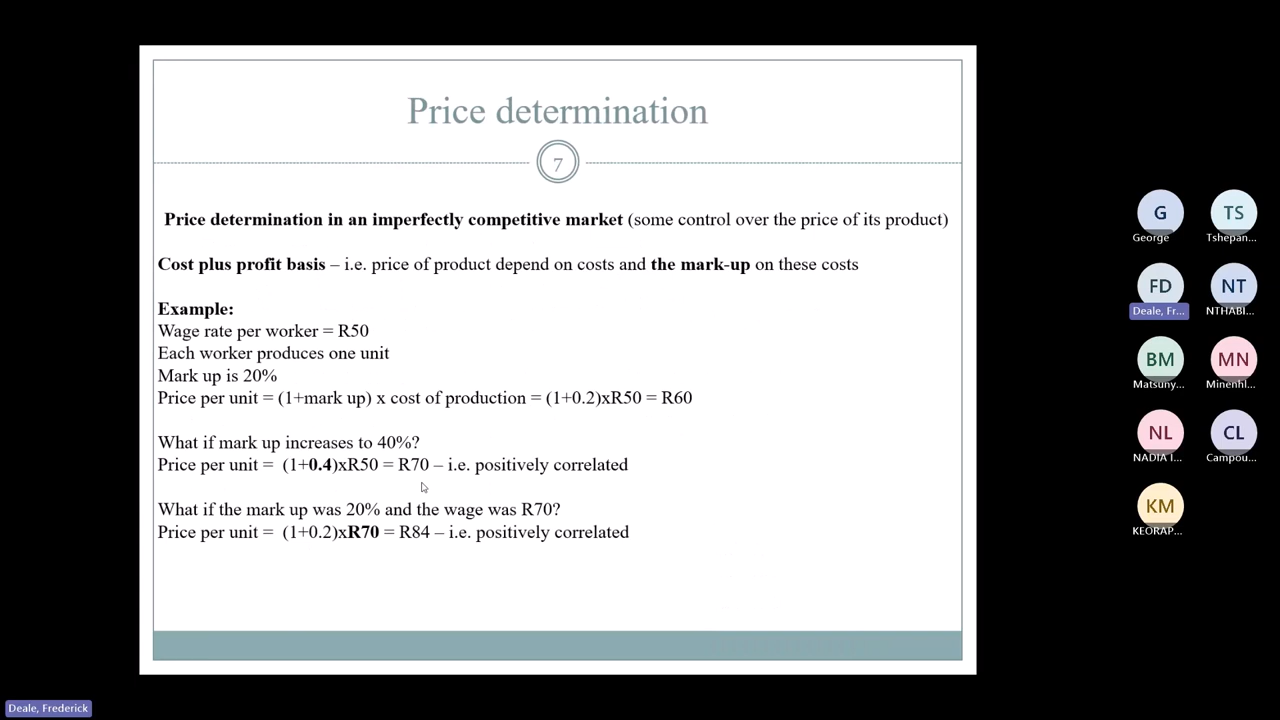 Price determination
7
Price determination in an imperfectly competitive market (some control over the price of its product)
Cost plus profit basis – i.e. price of product depend on costs and the mark-up on these costs
Example:
Wage rate per worker = R50
Each worker produces one unit
Mark up is 20%
Price per unit = (1+mark up) x cost of production = (1+0.2)xR50 = R60
What if mark up increases to 40%?
Price per unit =  (1+0.4)xR50 = R70 – i.e. positively correlated
What if the mark up was 20% and the wage was R70?
Price per unit =  (1+0.2)xR70 = R84 – i.e. positively correlated
G
George
TS
Tshepan...
FD
Deale, Fr...
NT
NTHABI...
BM
Matsuny...
MN
Minenhl...
NL
NADIA I...
CL
Campou...
KM
KEORAP...
Deale, Frederick